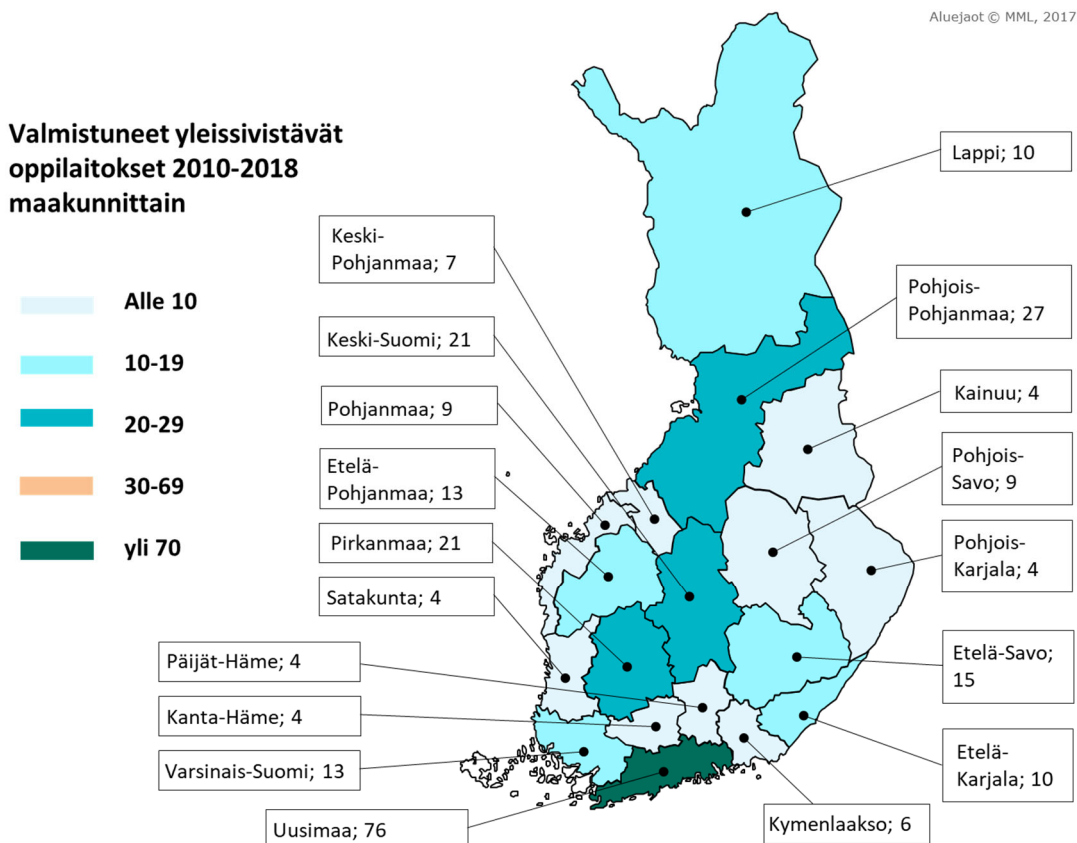 Aluejaot © MML, 2017
Valmistuneet yleissivistävät
oppilaitokset 2010-2018
maakunnittain
Alle 10
10-19
20-29
30-69
yli 70
Lappi; 10
Keski-
Pohjanmaa; 7
Pohjois-
Pohjanmaa; 27
Keski-Suomi; 21
Kainuu; 4
Pohjanmaa; 9
Pohjois-
Savo; 9
Etelä-
Pohjanmaa; 13
Pirkanmaa; 21
Pohjois-
Karjala; 4
Satakunta; 4
Päijät-Häme; 4
Etelä-Savo;
15
Kanta-Häme; 4
Varsinais-Suomi; 13
Etelä-
Karjala; 10
Uusimaa; 76
Kymenlaakso; 6